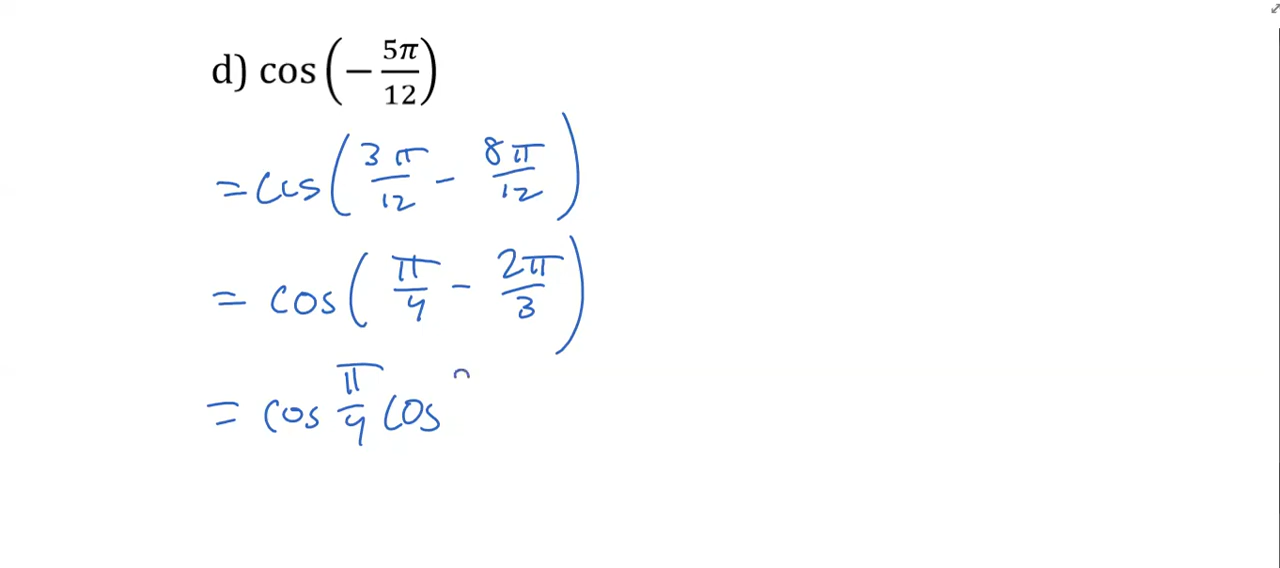 d) cos(−5π/12)
= cos(3π/12 − 8π/12)
= cos(π/4 − 2π/3)
= cos π/4 cos